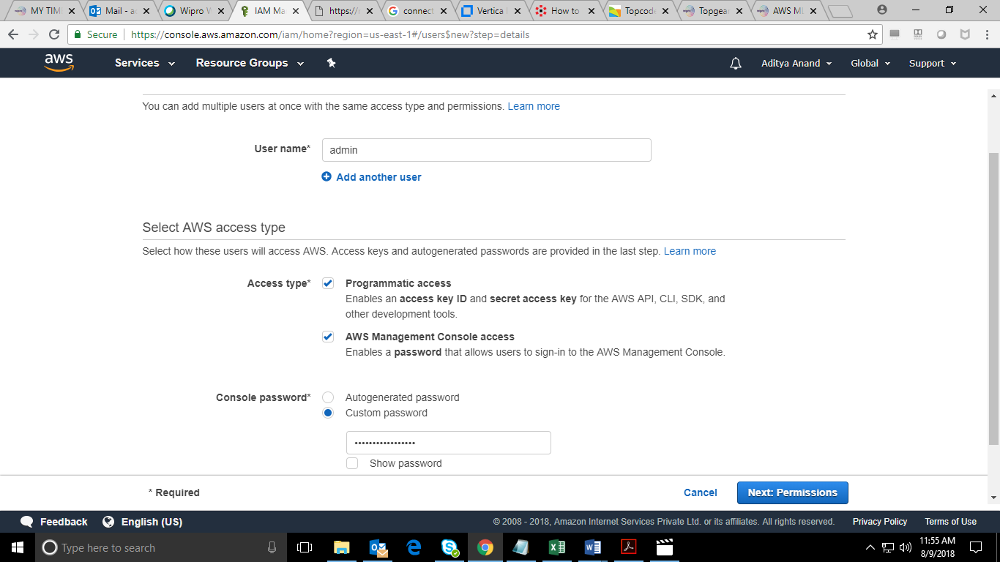 MY TIM
Mail - a
Wipro W
IAM Ma
https://
connect
Vertica
How to
Topcod
Topgea
AWS M
Secure
https://console.aws.amazon.com/iam/home?region=us-east-1#/users$new?step=details
aws
Services
Resource Groups
Aditya Anand
Global
Support
You can add multiple users at once with the same access type and permissions. Learn more
User name*
admin
Add another user
Select AWS access type
Select how these users will access AWS. Access keys and autogenerated passwords are provided in the last step. Learn more
Access type*
Programmatic access
Enables an access key ID and secret access key for the AWS API, CLI, SDK, and
other development tools.
AWS Management Console access
Enables a password that allows users to sign-in to the AWS Management Console.
Console password*
Autogenerated password
Custom password
•••••••••••••••••
Show password
* Required
Cancel
Next: Permissions
Feedback
English (US)
© 2008 - 2018, Amazon Internet Services Private Ltd. or its affiliates. All rights reserved.
Privacy Policy
Terms of Use
Type here to search
11:55 AM
8/9/2018